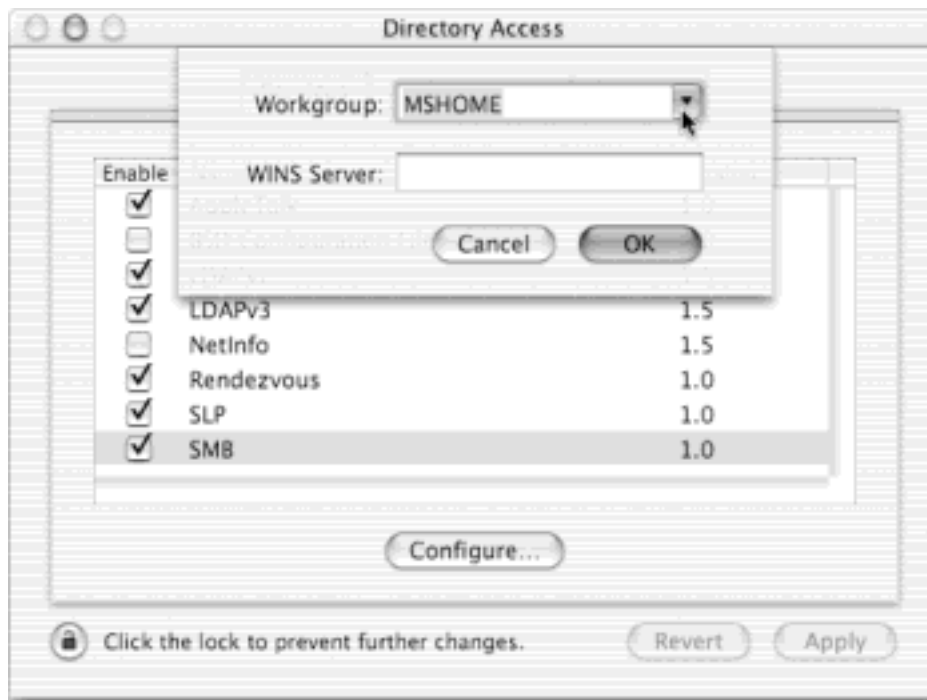 Directory Access
Workgroup: MSHOME
WINS Server:
Cancel OK
Enable
LDAPv3 1.5
NetInfo 1.5
Rendezvous 1.0
SLP 1.0
SMB 1.0
Configure...
Click the lock to prevent further changes. Revert Apply